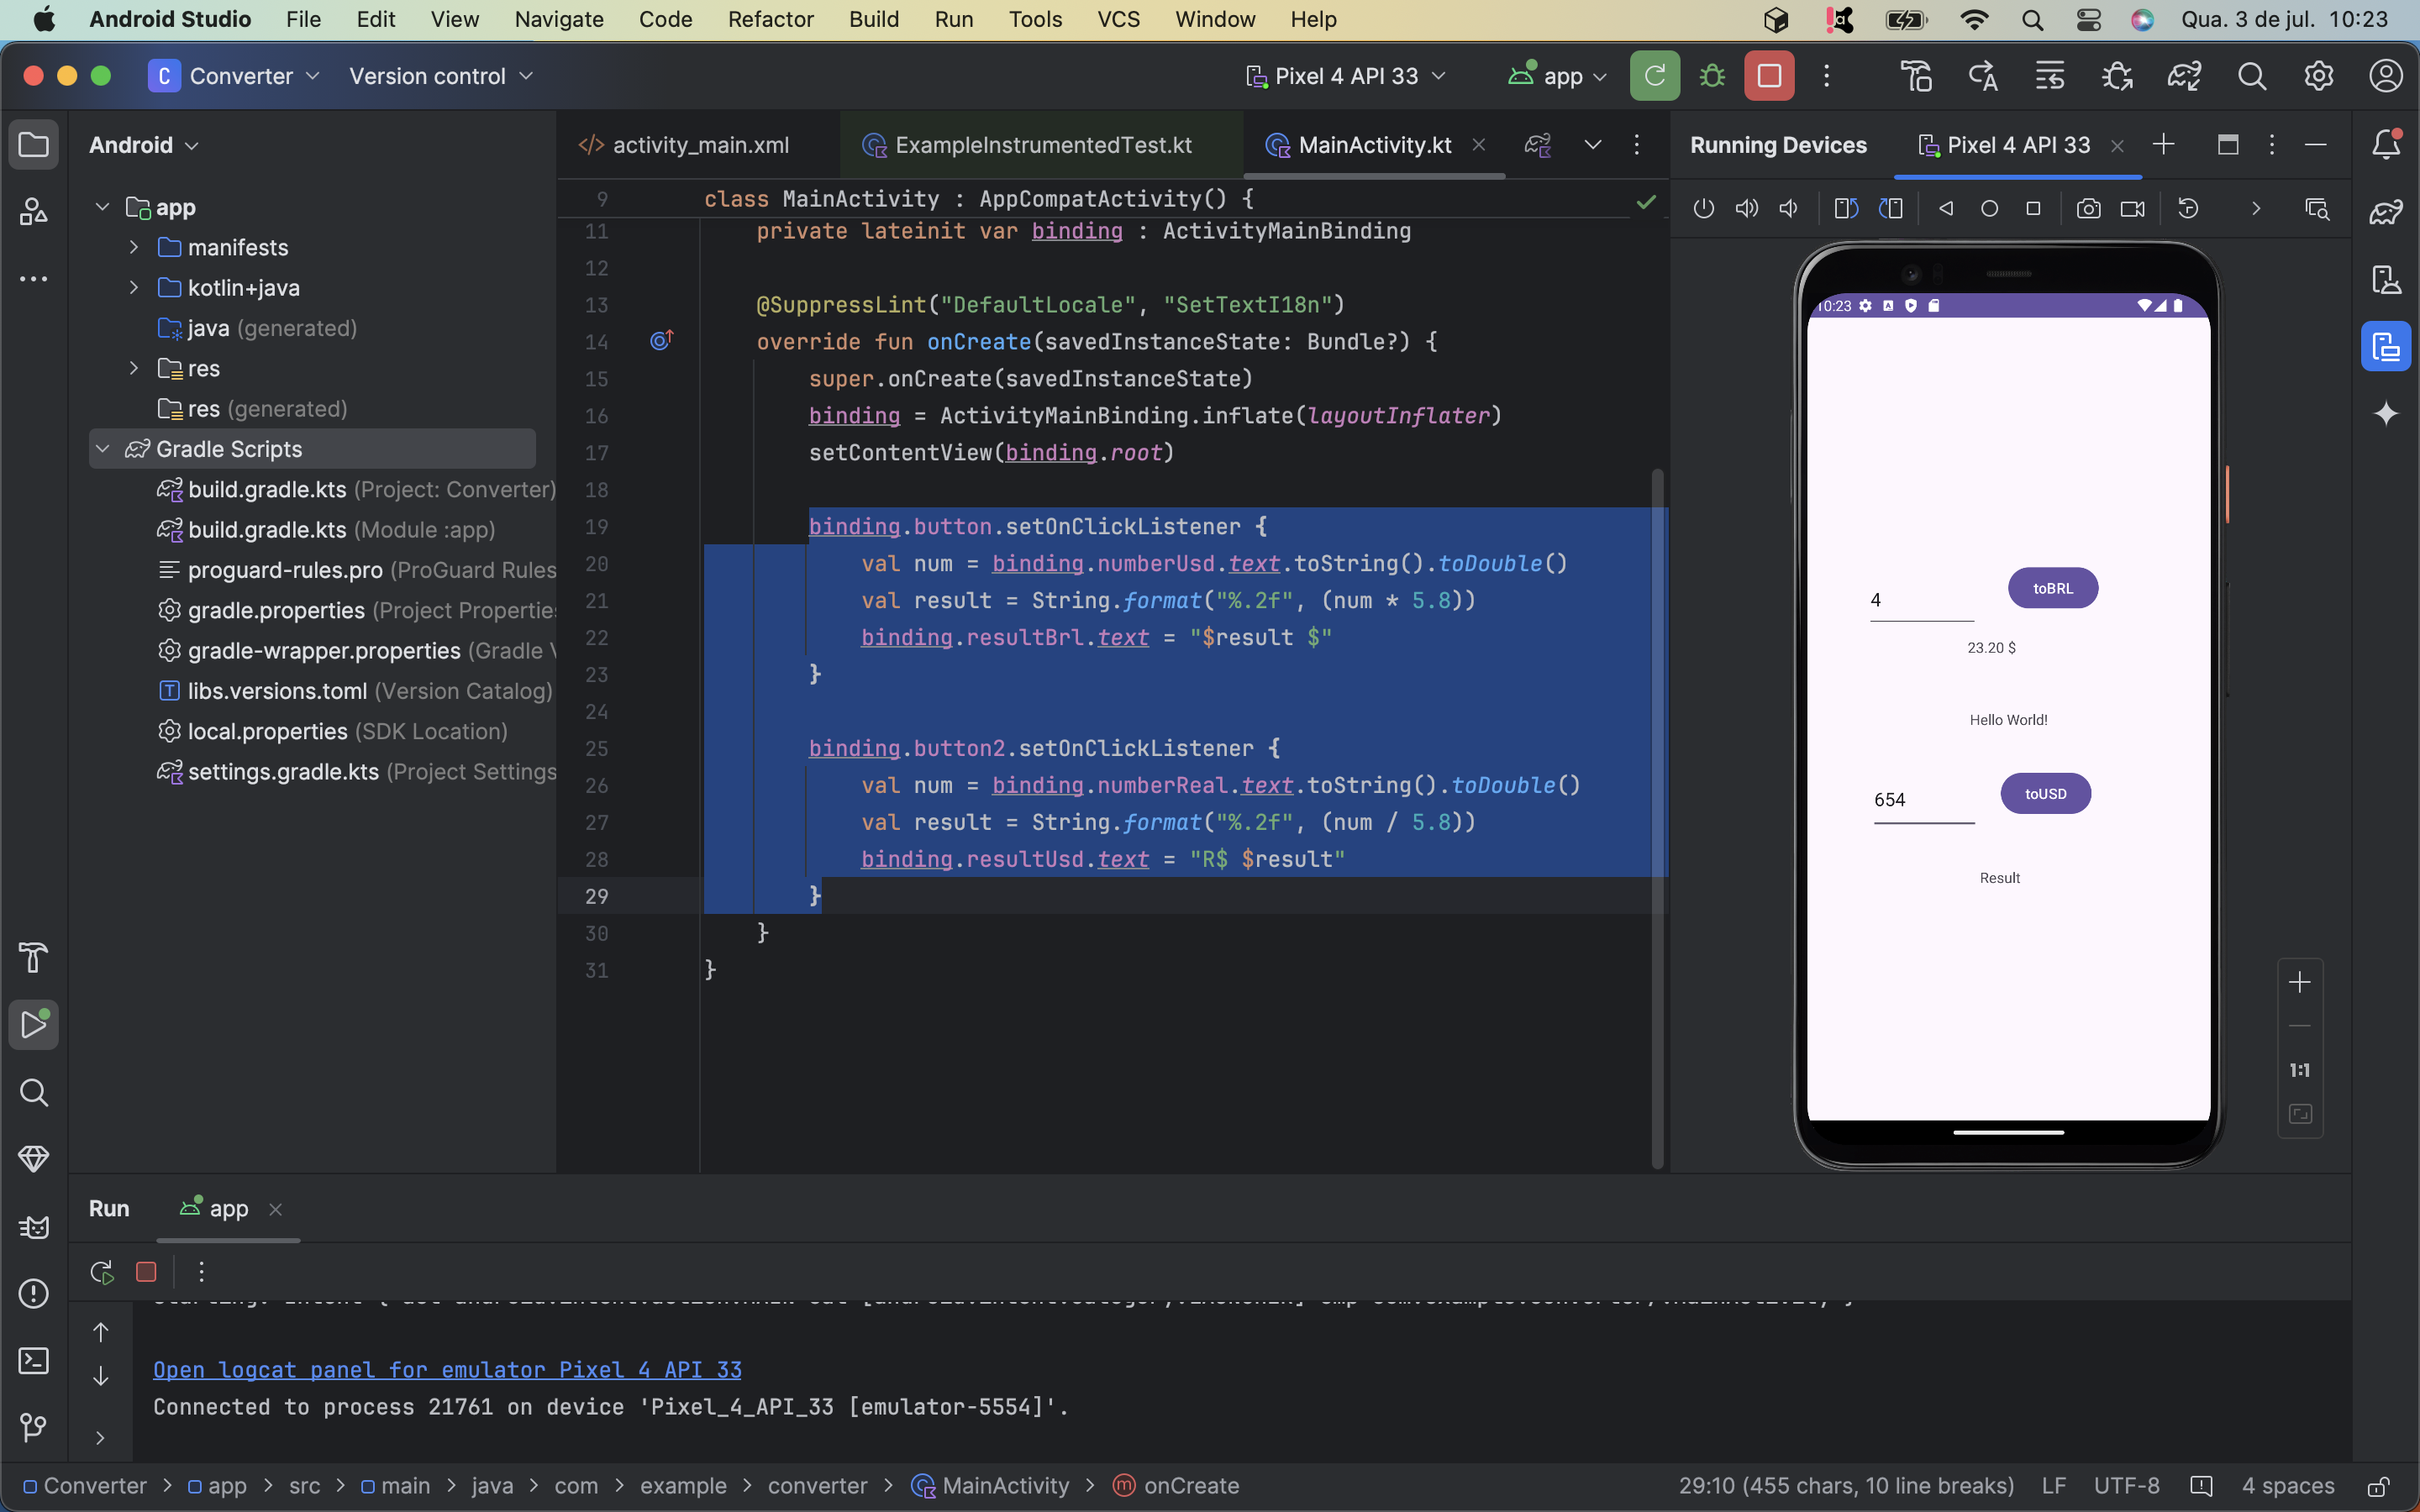 Android Studio File Edit View Navigate Code Refactor Build Run Tools VCS Window Help Qua. 3 de jul. 10:23
C Converter Version control Pixel 4 API 33 app
Android
app
manifests
kotlin+java
java (generated)
res
res (generated)
Gradle Scripts
build.gradle.kts (Project: Converter)
build.gradle.kts (Module :app)
proguard-rules.pro (ProGuard Rules
gradle.properties (Project Propertie
gradle-wrapper.properties (Gradle
libs.versions.toml (Version Catalog)
local.properties (SDK Location)
settings.gradle.kts (Project Settings
activity_main.xml ExampleInstrumentedTest.kt MainActivity.kt
9 class MainActivity : AppCompatActivity() {
11 private lateinit var binding : ActivityMainBinding
12
13 @SuppressLint("DefaultLocale", "SetTextI18n")
14 override fun onCreate(savedInstanceState: Bundle?) {
15 super.onCreate(savedInstanceState)
16 binding = ActivityMainBinding.inflate(layoutInflater)
17 setContentView(binding.root)
18
19 binding.button.setOnClickListener {
20 val num = binding.numberUsd.text.toString().toDouble()
21 val result = String.format("%.2f", (num * 5.8))
22 binding.resultBrl.text = "$result $"
23 }
24
25 binding.button2.setOnClickListener {
26 val num = binding.numberReal.text.toString().toDouble()
27 val result = String.format("%.2f", (num / 5.8))
28 binding.resultUsd.text = "R$ $result"
29 }
30 }
31 }
Running Devices Pixel 4 API 33
10:23
4 toBRL
23.20 $
Hello World!
654 toUSD
Result
1:1
Run app
Open logcat panel for emulator Pixel 4 API 33
Connected to process 21761 on device 'Pixel_4_API_33 [emulator-5554]'.
Converter > app > src > main > java > com > example > converter > MainActivity > onCreate 29:10 (455 chars, 10 line breaks) LF UTF-8 4 spaces